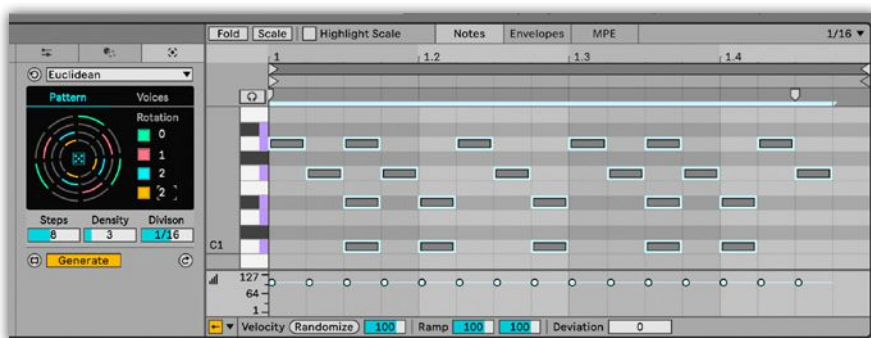 Fold Scale Highlight Scale Notes Envelopes MPE 1/16
1 1.2 1.3 1.4
Euclidean
Pattern Voices
Rotation
0
1
2
2
Steps Density Divison
8 3 1/16
Generate
C1
127
64
1
Velocity Randomize 100 Ramp 100 100 Deviation 0